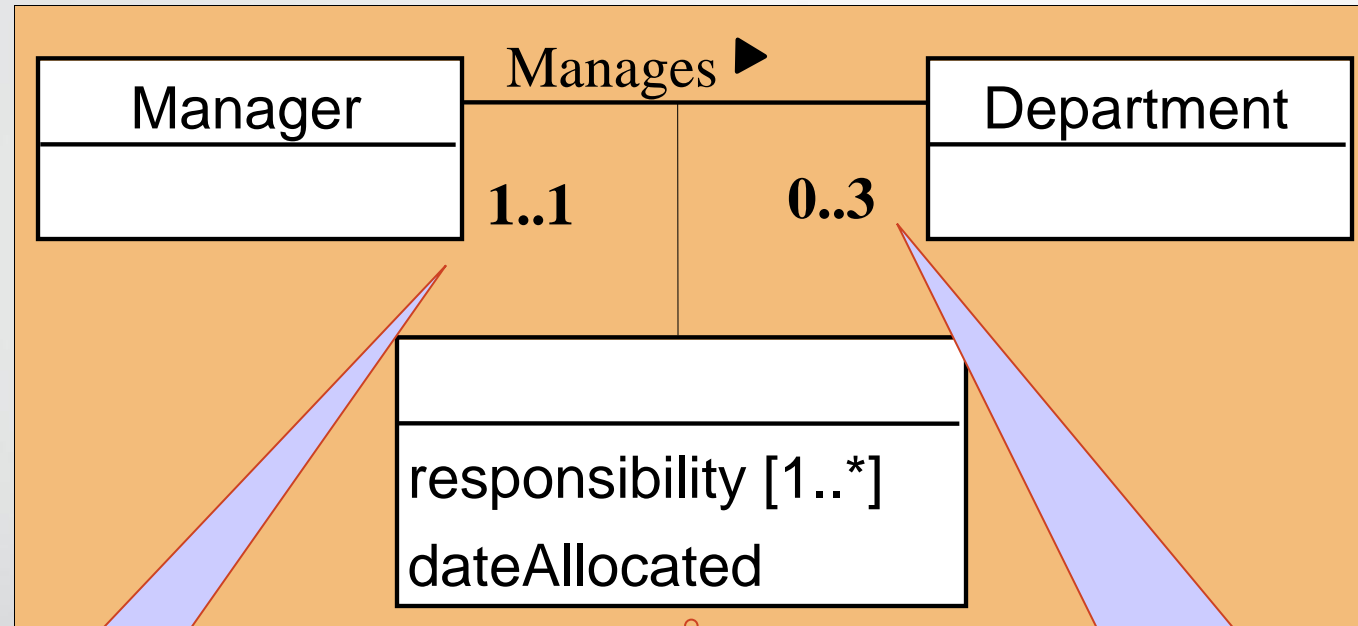 Manages
Manager
Department
1..1
0..3
responsibility [1..*]
dateAllocated